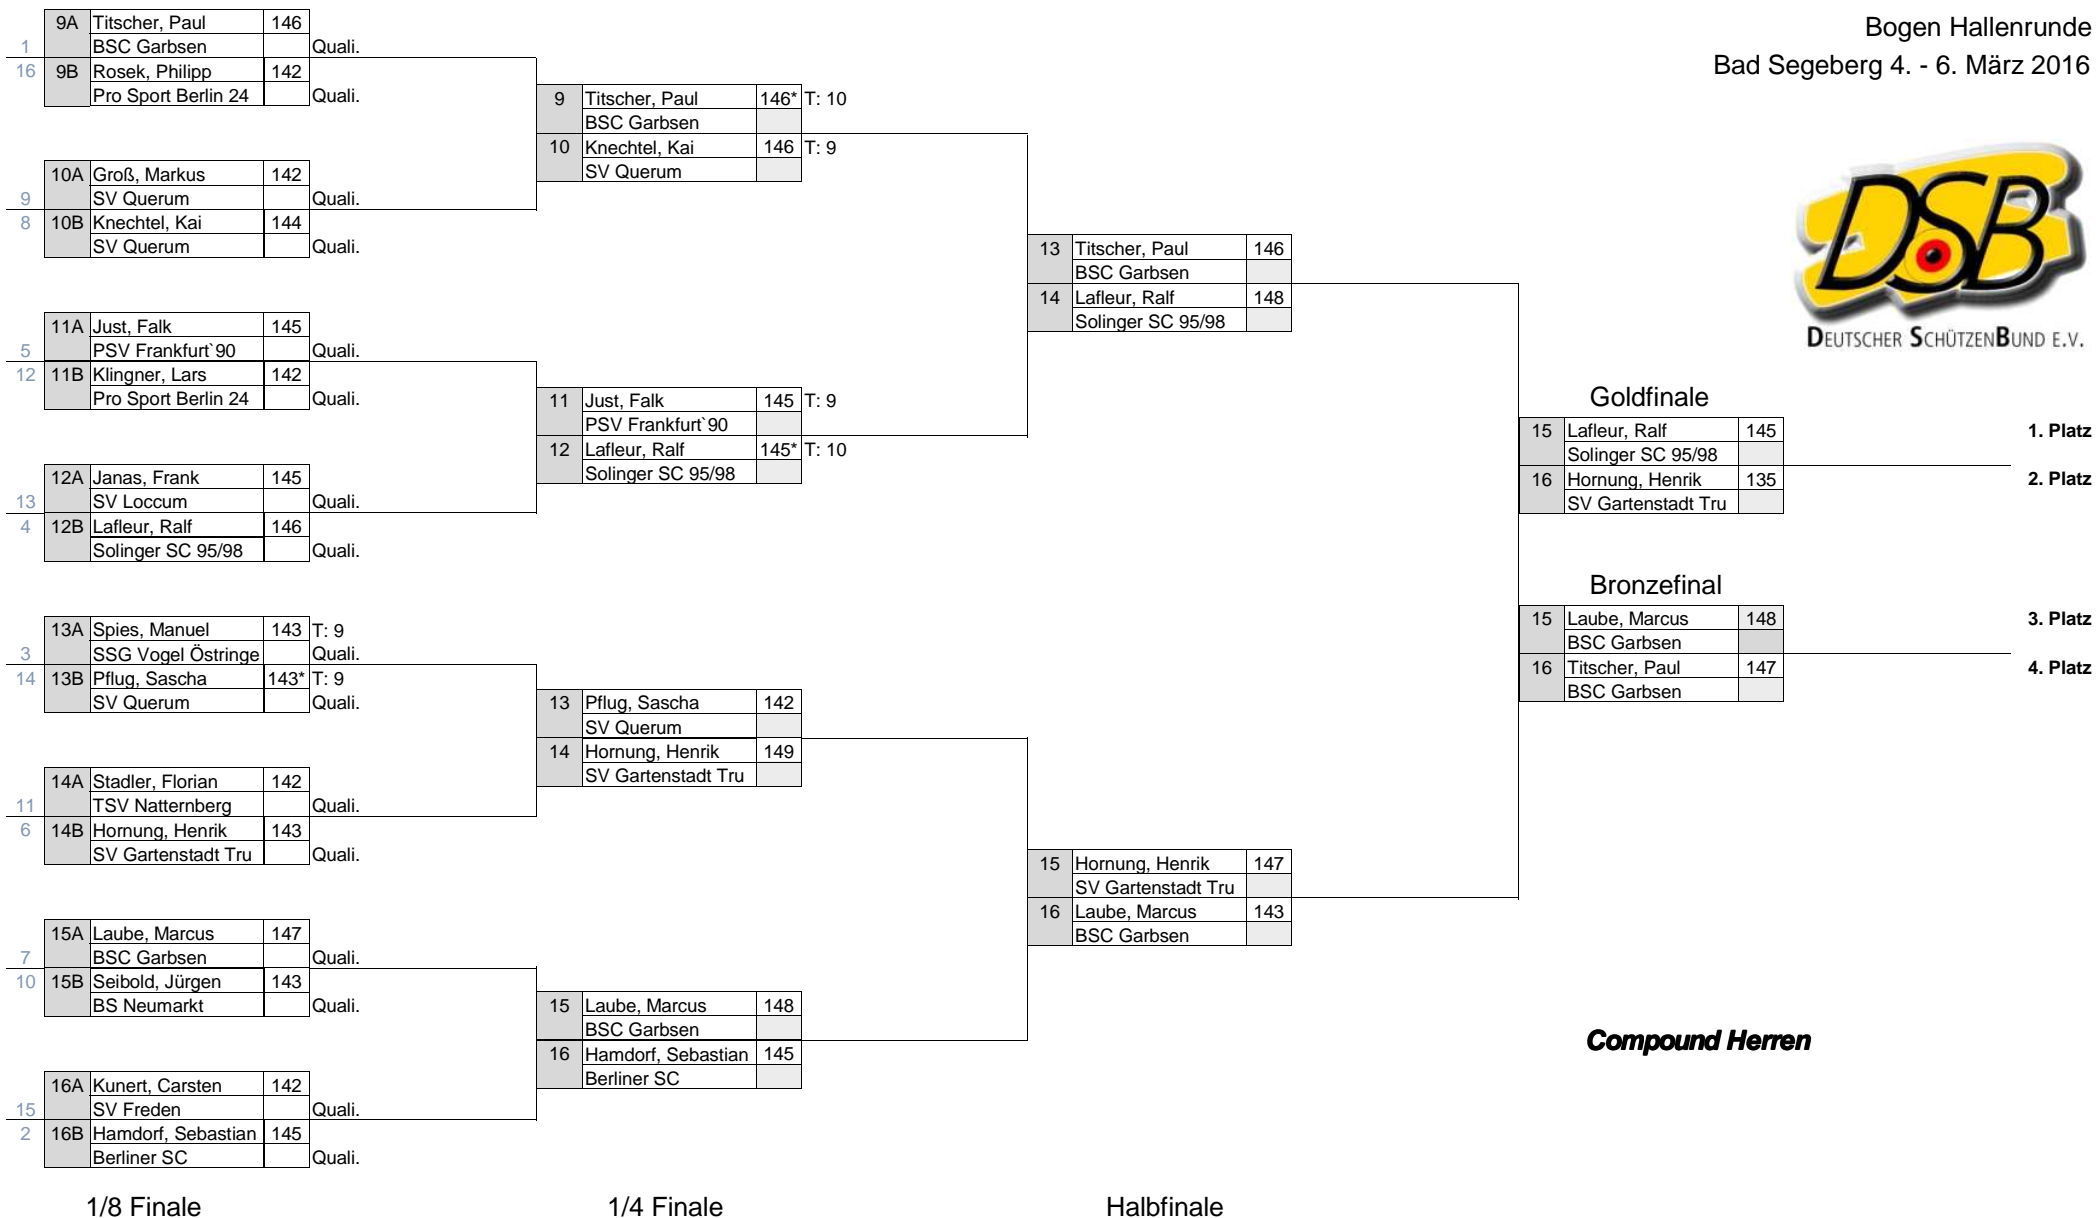 Bogen Hallenrunde
Bad Segeberg 4. - 6. März 2016
DSB
DEUTSCHER SCHÜTZENBUND E.V.
9A Titscher, Paul 146
1 BSC Garbsen Quali.
16 9B Rosek, Philipp 142
Pro Sport Berlin 24 Quali.
10A Groß, Markus 142
9 SV Querum Quali.
8 10B Knechtel, Kai 144
SV Querum Quali.
11A Just, Falk 145
5 PSV Frankfurt`90 Quali.
12 11B Klingner, Lars 142
Pro Sport Berlin 24 Quali.
12A Janas, Frank 145
13 SV Loccum Quali.
4 12B Lafleur, Ralf 146
Solinger SC 95/98 Quali.
13A Spies, Manuel 143 T: 9
3 SSG Vogel Östringe Quali.
14 13B Pflug, Sascha 143* T: 9
SV Querum Quali.
14A Stadler, Florian 142
11 TSV Natternberg Quali.
6 14B Hornung, Henrik 143
SV Gartenstadt Tru Quali.
15A Laube, Marcus 147
7 BSC Garbsen Quali.
10 15B Seibold, Jürgen 143
BS Neumarkt Quali.
16A Kunert, Carsten 142
15 SV Freden Quali.
2 16B Hamdorf, Sebastian 145
Berliner SC Quali.
1/8 Finale
9 Titscher, Paul 146* T: 10
BSC Garbsen
10 Knechtel, Kai 146 T: 9
SV Querum
11 Just, Falk 145 T: 9
PSV Frankfurt`90
12 Lafleur, Ralf 145* T: 10
Solinger SC 95/98
13 Pflug, Sascha 142
SV Querum
14 Hornung, Henrik 149
SV Gartenstadt Tru
15 Laube, Marcus 148
BSC Garbsen
16 Hamdorf, Sebastian 145
Berliner SC
1/4 Finale
13 Titscher, Paul 146
BSC Garbsen
14 Lafleur, Ralf 148
Solinger SC 95/98
15 Hornung, Henrik 147
SV Gartenstadt Tru
16 Laube, Marcus 143
BSC Garbsen
Halbfinale
Goldfinale
15 Lafleur, Ralf 145 1. Platz
Solinger SC 95/98
16 Hornung, Henrik 135 2. Platz
SV Gartenstadt Tru
Bronzefinal
15 Laube, Marcus 148 3. Platz
BSC Garbsen
16 Titscher, Paul 147 4. Platz
BSC Garbsen
Compound Herren